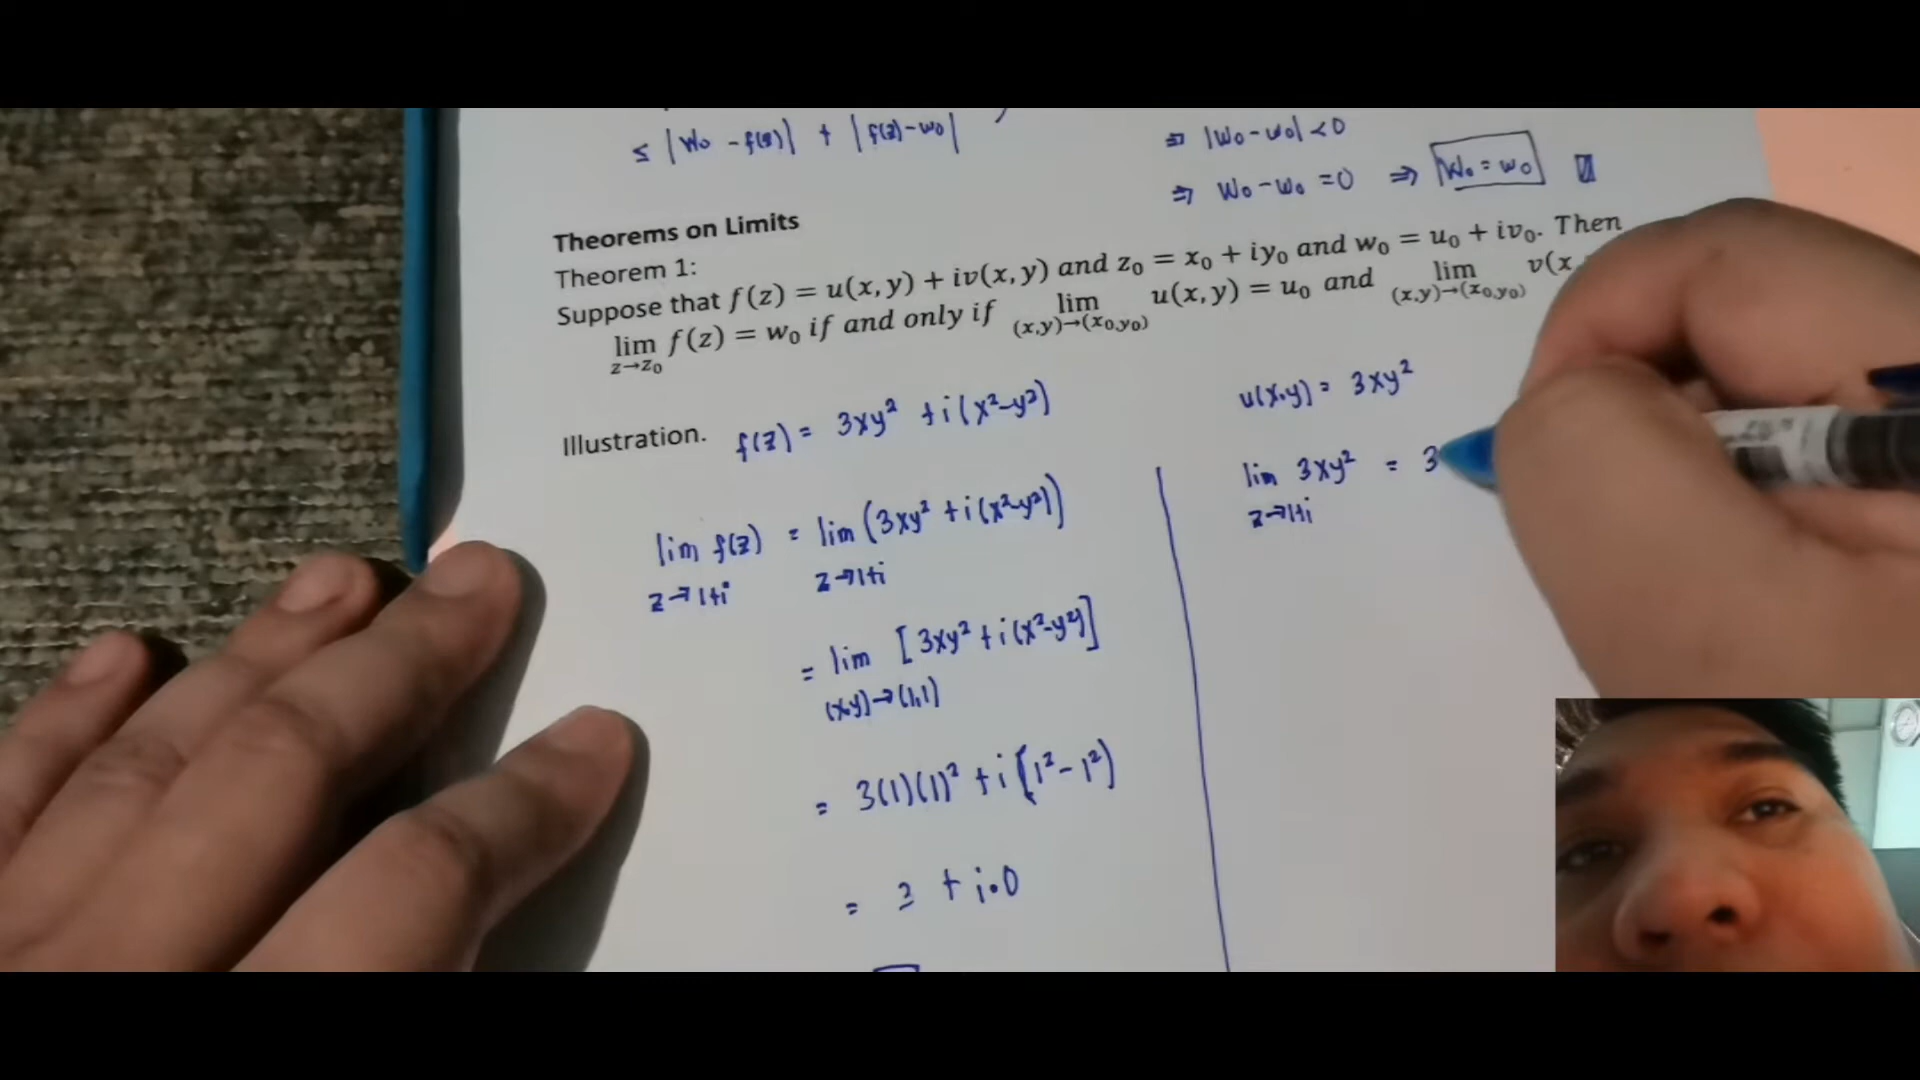 ≤ |W₀ - f(z)| + |f(z) - w₀|
⇒ |W₀ - w₀| < 0
⇒ W₀ - w₀ = 0 ⇒ W₀ = w₀
Theorems on Limits
Theorem 1:
Suppose that f(z) = u(x, y) + iv(x, y) and z₀ = x₀ + iy₀ and w₀ = u₀ + iv₀. Then
lim f(z) = w₀ if and only if lim u(x, y) = u₀ and lim v(x
z→z₀ (x,y)→(x₀,y₀) (x,y)→(x₀,y₀)
Illustration. f(z) = 3xy² + i(x² - y²)
lim f(z) = lim (3xy² + i(x² - y²))
z→1+i z→1+i
= lim [3xy² + i(x² - y²)]
(x,y)→(1,1)
= 3(1)(1)² + i(1² - 1²)
= 3 + i·0
u(x,y) = 3xy²
lim 3xy² = 3
z→1+i